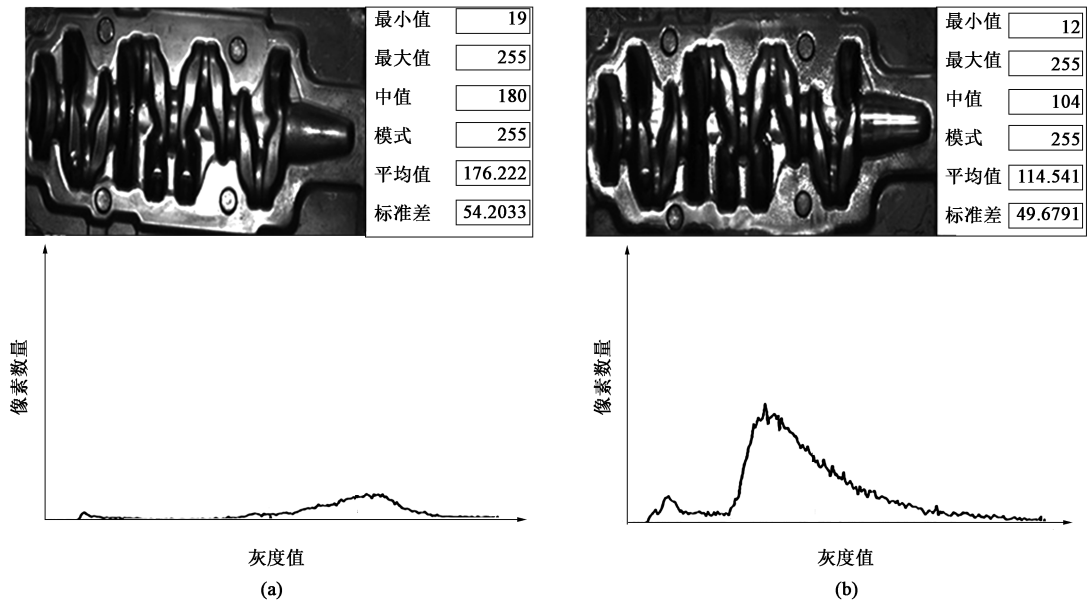 最小值 19
最大值 255
中值 180
模式 255
平均值 176.222
标准差 54.2033
最小值 12
最大值 255
中值 104
模式 255
平均值 114.541
标准差 49.6791
像素数量
灰度值
(a)
像素数量
灰度值
(b)